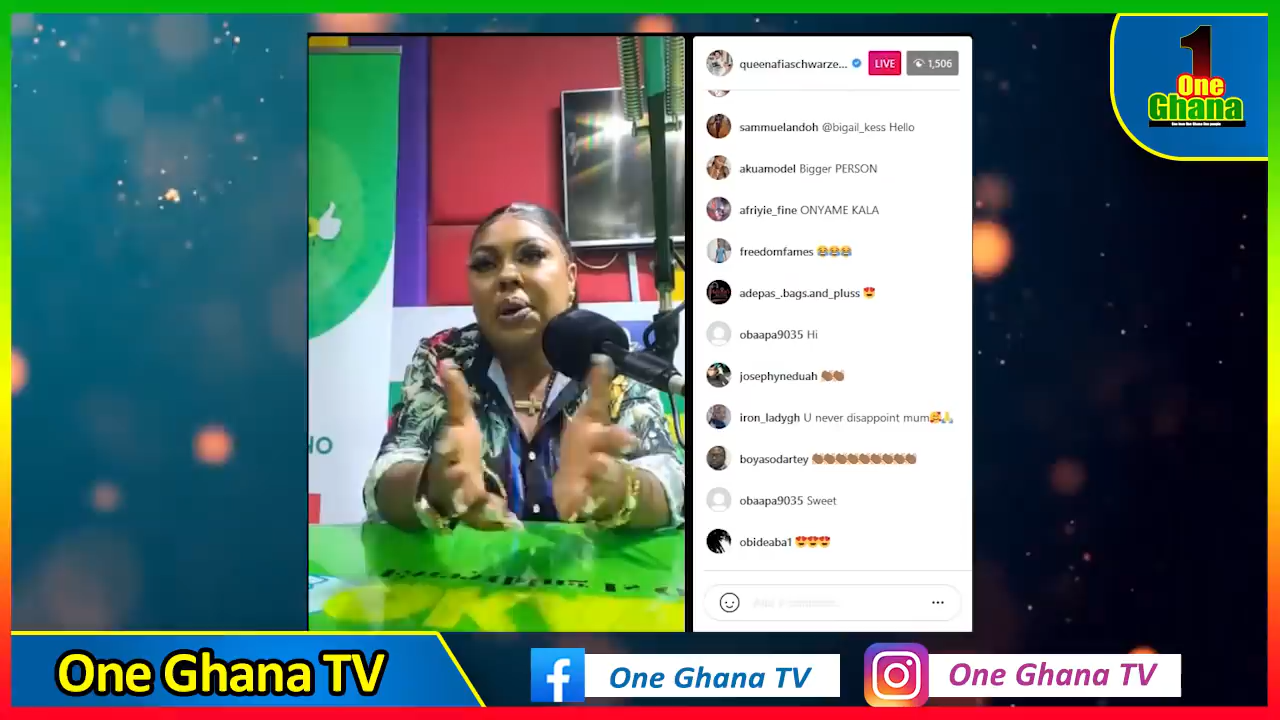 queenafiaschwarze...
LIVE
1,506
sammuelandoh @bigail_kess Hello
akuamodel Bigger PERSON
afriyie_fine ONYAME KALA
freedomfames 😂😂😂
adepas_.bags.and_pluss 😍
obaapa9035 Hi
josephyneduah 👏🏾👏🏾
iron_ladygh U never disappoint mum🥰🙏
boyasodartey 👏🏾👏🏾👏🏾👏🏾👏🏾👏🏾👏🏾👏🏾👏🏾
obaapa9035 Sweet
obideaba1 😍😍😍
1
One
Ghana
HO
One Ghana TV
One Ghana TV
One Ghana TV